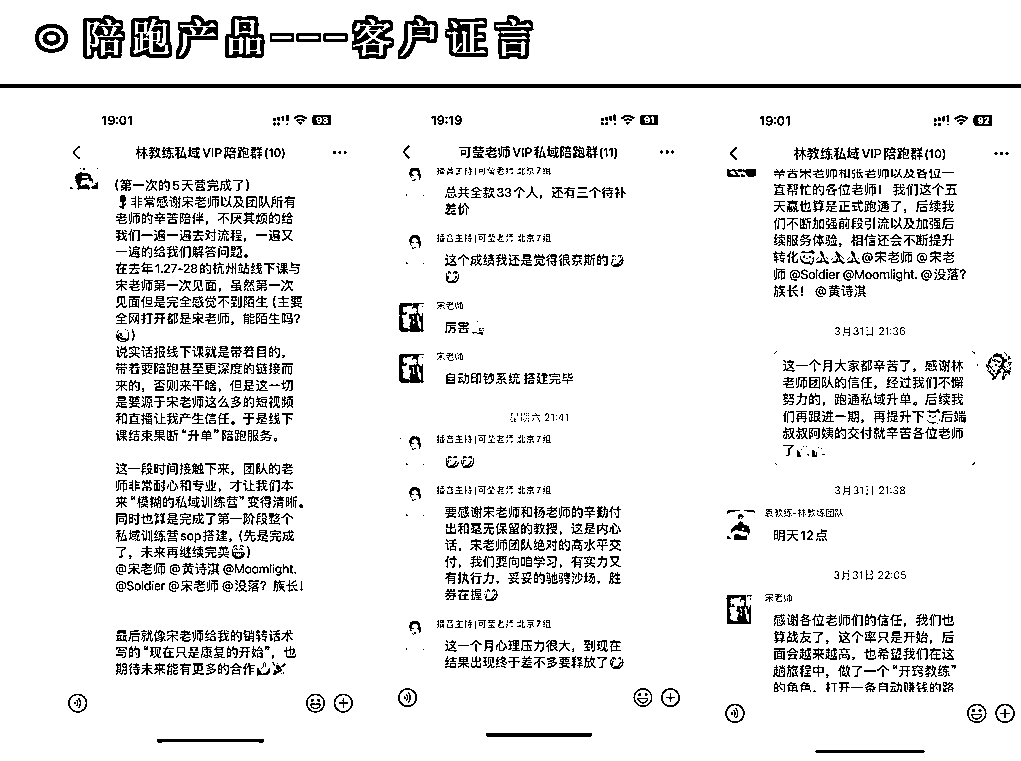 ◎ 陪跑产品---客户证言
19:01
93
林教练私域VIP陪跑群(10)
(第一次的5天营完成了)
❢非常感谢宋老师以及团队所有
老师的辛苦陪伴，不厌其烦的给
我们一遍一遍去对流程，一遍又
一遍的给我们解答问题。
在去年1.27-28的杭州站线下课与
宋老师第一次见面，虽然第一次
见面但是完全感觉不到陌生（主要
全网打开都是宋老师，能陌生吗？
）
说实话报线下课就是带着目的，
带着要陪跑甚至更深度的链接而
来的，否则来干啥，但是这一切
是要源于宋老师这么多的短视频
和直播让我产生信任。于是线下
课结束果断“升单”陪跑服务。
这一段时间接触下来，团队的老
师非常耐心和专业，才让我们本
来“模糊的私域训练营”变得清晰。
同时也算是完成了第一阶段整个
私域训练营sop搭建，(先是完成
了，未来再继续完美😄)
@宋老师 @黄诗淇 @Moomlight.
@Soldier @宋老师 @没落？族长！
最后就像宋老师给我的销转话术
写的“现在只是康复的开始”，也
期待未来能有更多的合作
19:19
91
可莹老师VIP私域陪跑群(11)
播音主持|可莹老师 北京7组
总共全款33个人，还有三个待补
差价
播音主持|可莹老师 北京7组
这个成绩我还是觉得很奈斯的
宋老师
厉害
宋老师
自动印钞系统 搭建完毕
星期六 21:41
播音主持|可莹老师 北京7组
播音主持|可莹老师 北京7组
要感谢宋老师和杨老师的辛勤付
出和毫无保留的教授，这是内心
话，宋老师团队绝对的高水平交
付，我们要向咱学习，有实力又
有执行力，妥妥的驰骋沙场，胜
券在握
播音主持|可莹老师 北京7组
这一个月心理压力很大，到现在
结果出现终于差不多要释放了
19:01
92
林教练私域VIP陪跑群(10)
辛苦宋老师和张老师以及各位一
直帮忙的各位老师！我们这个五
天赢也算是正式跑通了，后续我
们不断加强前段引流以及加强后
续服务体验，相信还会不断提升
转化@宋老师 @宋老
师 @Soldier @Moomlight. @没落？
族长！ @黄诗淇
3月31日 21:36
这一个月大家都辛苦了，感谢林
老师团队的信任，经过我们不懈
努力的，跑通私域升单。后续我
们再跟进一期，再提升下后端
叔叔阿姨的交付就辛苦各位老师
了
3月31日 21:38
袁教练-林教练团队
明天12点
3月31日 22:05
宋老师
感谢各位老师们的信任，我们也
算战友了，这个率只是开始，后
面会越来越高，也希望我们在这
趟旅程中，做了一个“开窍教练”
的角色，打开一条自动赚钱的路